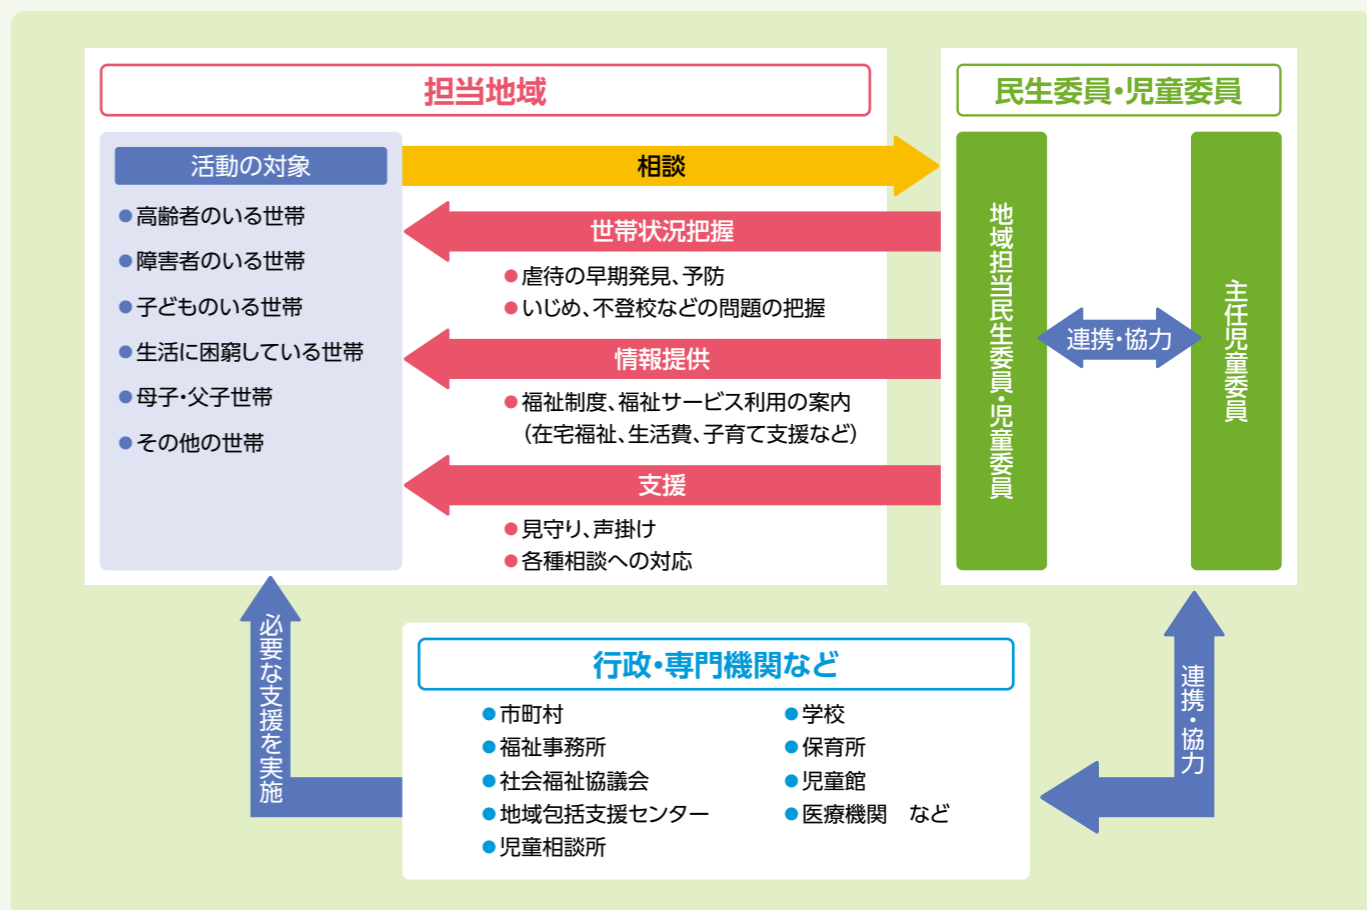 担当地域
活動の対象
●高齢者のいる世帯
●障害者のいる世帯
●子どものいる世帯
●生活に困窮している世帯
●母子・父子世帯
●その他の世帯
相談
世帯状況把握
●虐待の早期発見、予防
●いじめ、不登校などの問題の把握
情報提供
●福祉制度、福祉サービス利用の案内
（在宅福祉、生活費、子育て支援など）
支援
●見守り、声掛け
●各種相談への対応
民生委員・児童委員
地域担当民生委員・児童委員
連携・協力
主任児童委員
必要な支援を実施
行政・専門機関など
●市町村
●福祉事務所
●社会福祉協議会
●地域包括支援センター
●児童相談所
●学校
●保育所
●児童館
●医療機関　など
連携・協力